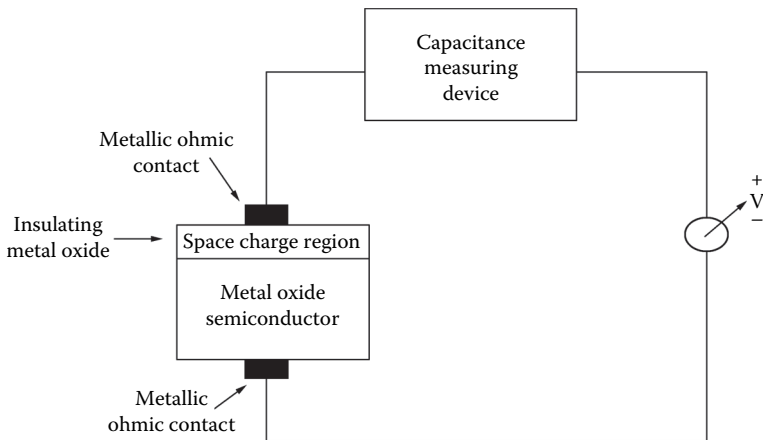 Capacitance
measuring
device
Metallic ohmic
contact
Insulating
metal oxide
Space charge region
Metal oxide
semiconductor
Metallic
ohmic contact
+
V
−